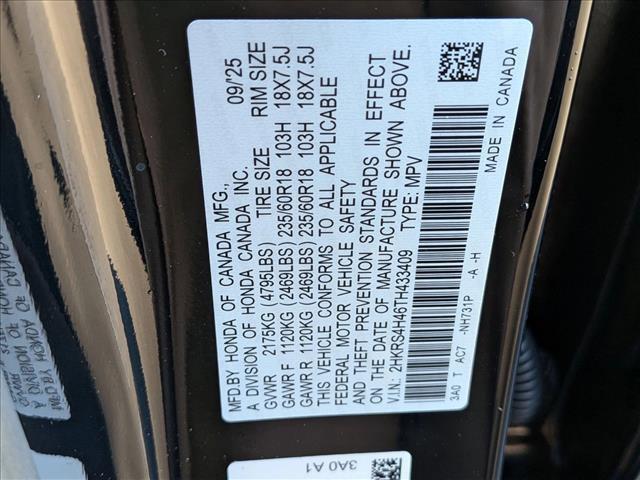 MFD.BY HONDA OF CANADA MFG., 09/25
A DIVISION OF HONDA CANADA INC.
GVWR 2175KG (4796LBS) TIRE SIZE RIM SIZE
GAWR F 1120KG (2469LBS) 235/60R18 103H 18X7.5J
GAWR R 1120KG (2469LBS) 235/60R18 103H 18X7.5J
THIS VEHICLE CONFORMS TO ALL APPLICABLE
FEDERAL MOTOR VEHICLE SAFETY
AND THEFT PREVENTION STANDARDS IN EFFECT
ON THE DATE OF MANUFACTURE SHOWN ABOVE.
V.I.N.: 2HKRS4H46TH433409 TYPE: MPV
3A0 T AC7 -NH731P -A -H MADE IN CANADA
3A0 A1